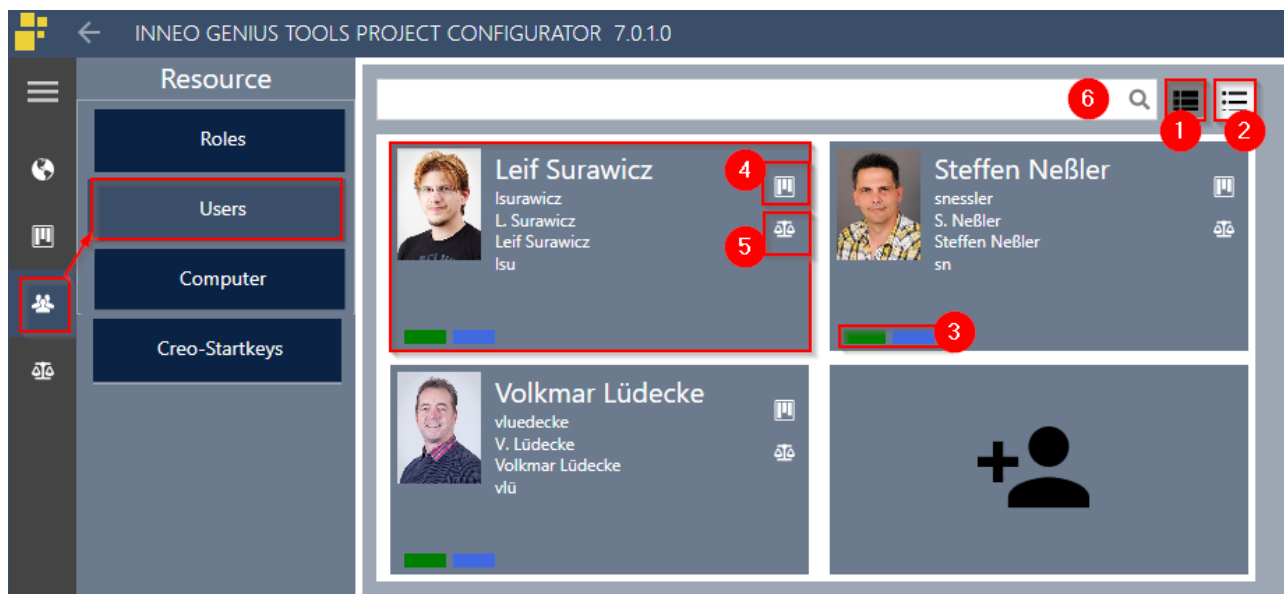 INNEO GENIUS TOOLS PROJECT CONFIGURATOR 7.0.1.0
Resource
Roles
Users
Computer
Creo-Startkeys
6
1
2
Leif Surawicz
lsurawicz
L. Surawicz
Leif Surawicz
lsu
4
5
Steffen Neßler
snessler
S. Neßler
Steffen Neßler
sn
3
Volkmar Lüdecke
vluedecke
V. Lüdecke
Volkmar Lüdecke
vlü